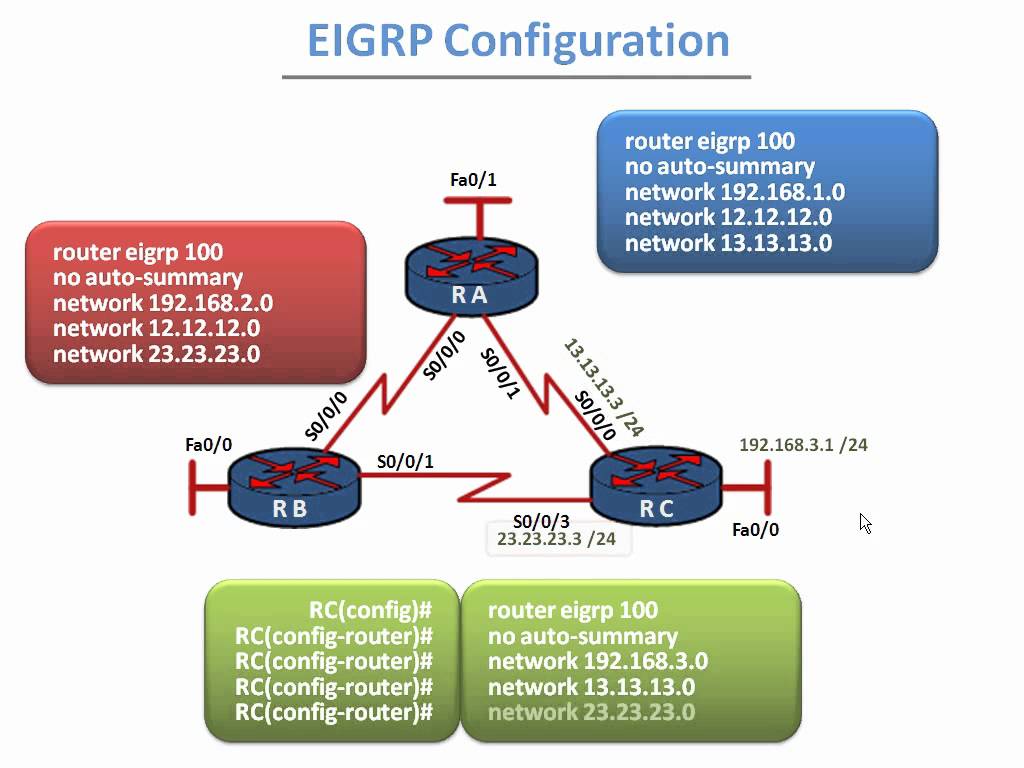 EIGRP Configuration
router eigrp 100
no auto-summary
network 192.168.1.0
network 12.12.12.0
network 13.13.13.0
Fa0/1
router eigrp 100
no auto-summary
network 192.168.2.0
network 12.12.12.0
network 23.23.23.0
R A
S0/0/0
S0/0/1
13.13.13.3 /24
S0/0/0
S0/0/0
Fa0/0
192.168.3.1 /24
S0/0/1
R B
R C
S0/0/3
23.23.23.3 /24
Fa0/0
RC(config)# router eigrp 100
RC(config-router)# no auto-summary
RC(config-router)# network 192.168.3.0
RC(config-router)# network 13.13.13.0
RC(config-router)# network 23.23.23.0